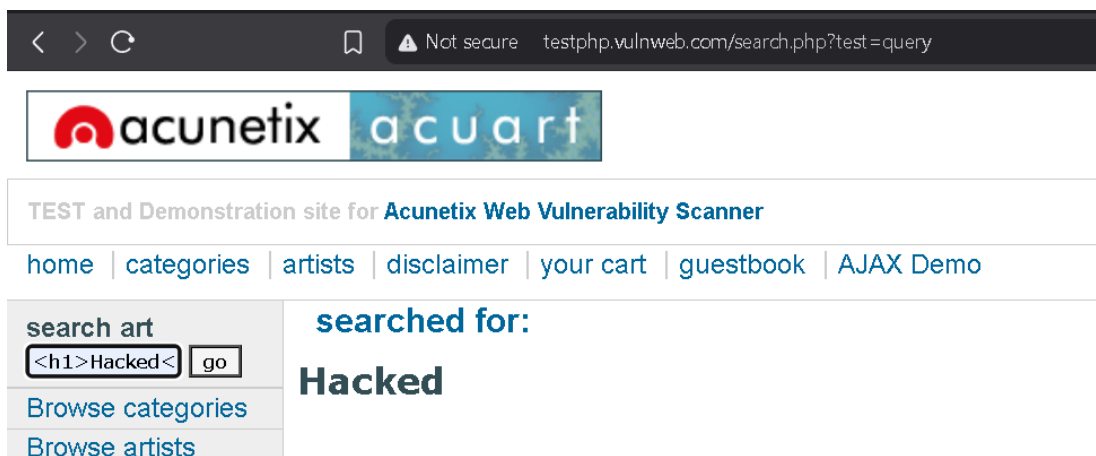 Not secure testphp.vulnweb.com/search.php?test=query
acunetix acuart
TEST and Demonstration site for Acunetix Web Vulnerability Scanner
home | categories | artists | disclaimer | your cart | guestbook | AJAX Demo
search art
<h1>Hacked< go
Browse categories
Browse artists
searched for:
Hacked